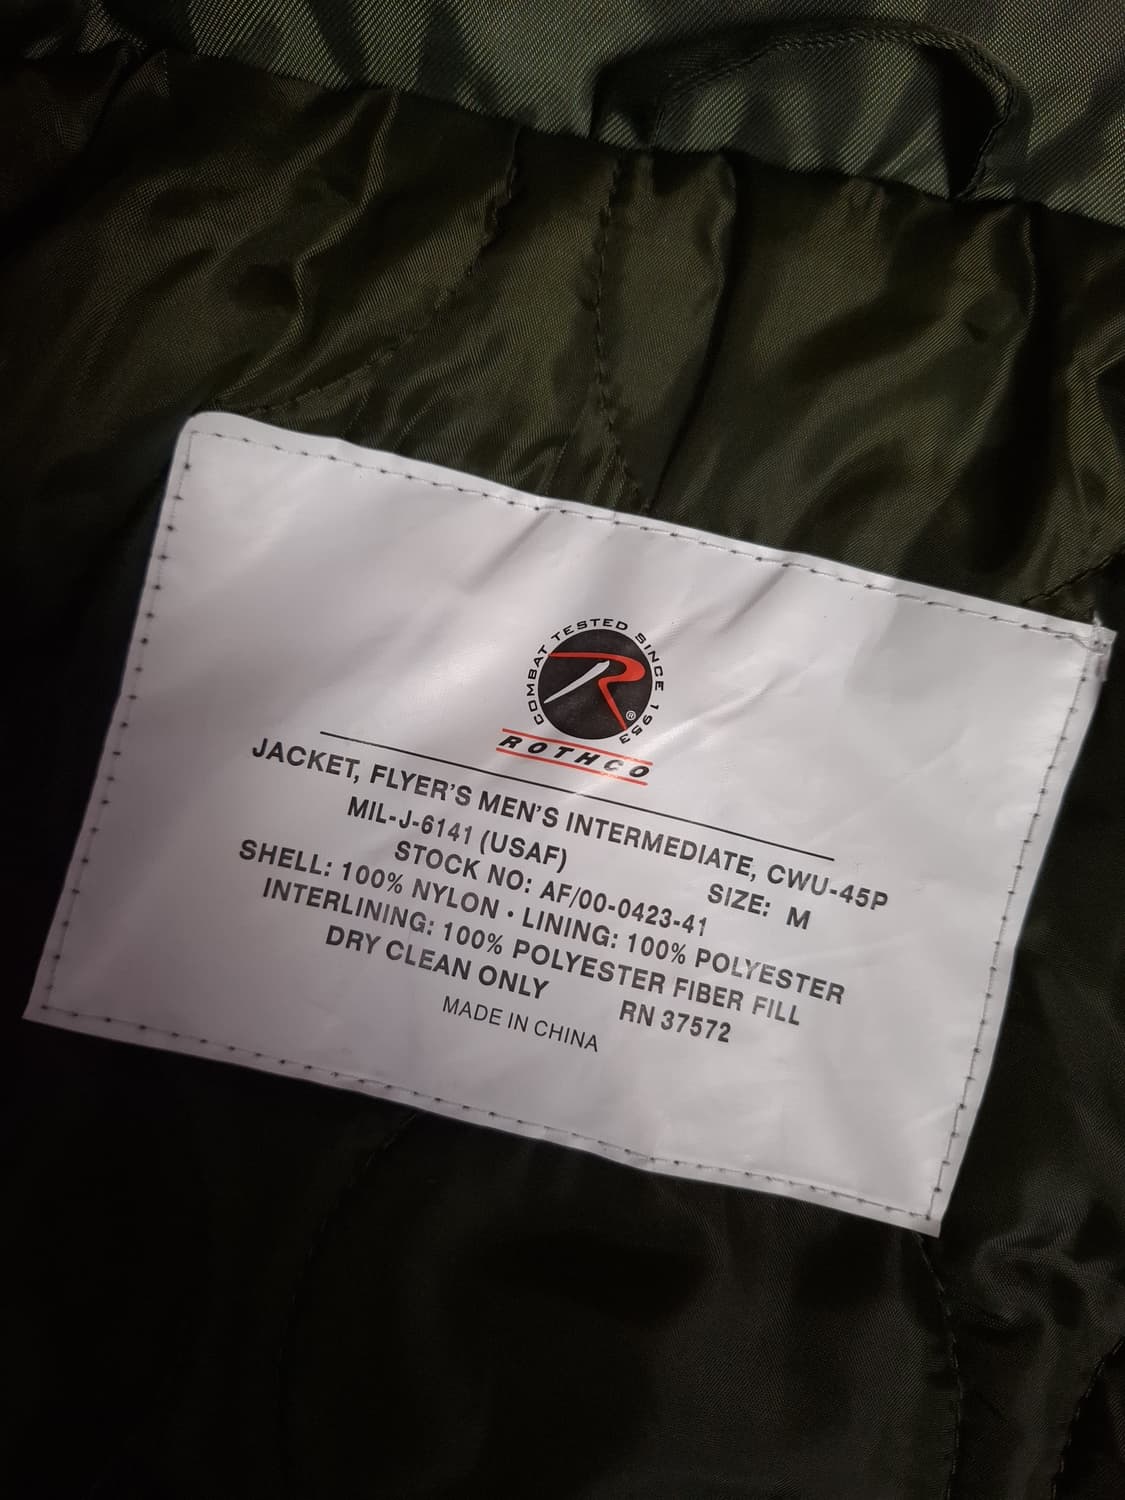 COMBAT TESTED SINCE 1953
R®
ROTHCO
JACKET, FLYER'S MEN'S INTERMEDIATE, CWU-45P
MIL-J-6141 (USAF) SIZE: M
STOCK NO: AF/00-0423-41
SHELL: 100% NYLON • LINING: 100% POLYESTER
INTERLINING: 100% POLYESTER FIBER FILL
DRY CLEAN ONLY RN 37572
MADE IN CHINA